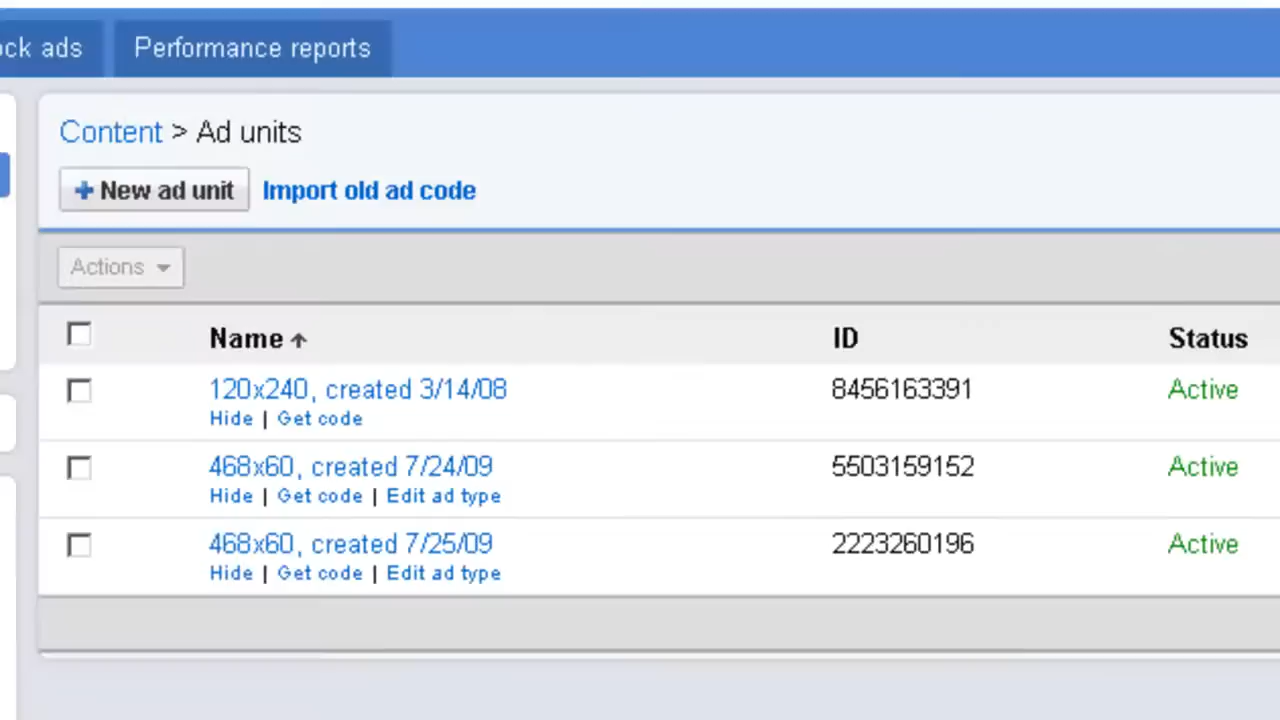 ock ads Performance reports
Content > Ad units
New ad unit Import old ad code
Actions
Name ID Status
120x240, created 3/14/08 8456163391 Active
Hide | Get code
468x60, created 7/24/09 5503159152 Active
Hide | Get code | Edit ad type
468x60, created 7/25/09 2223260196 Active
Hide | Get code | Edit ad type